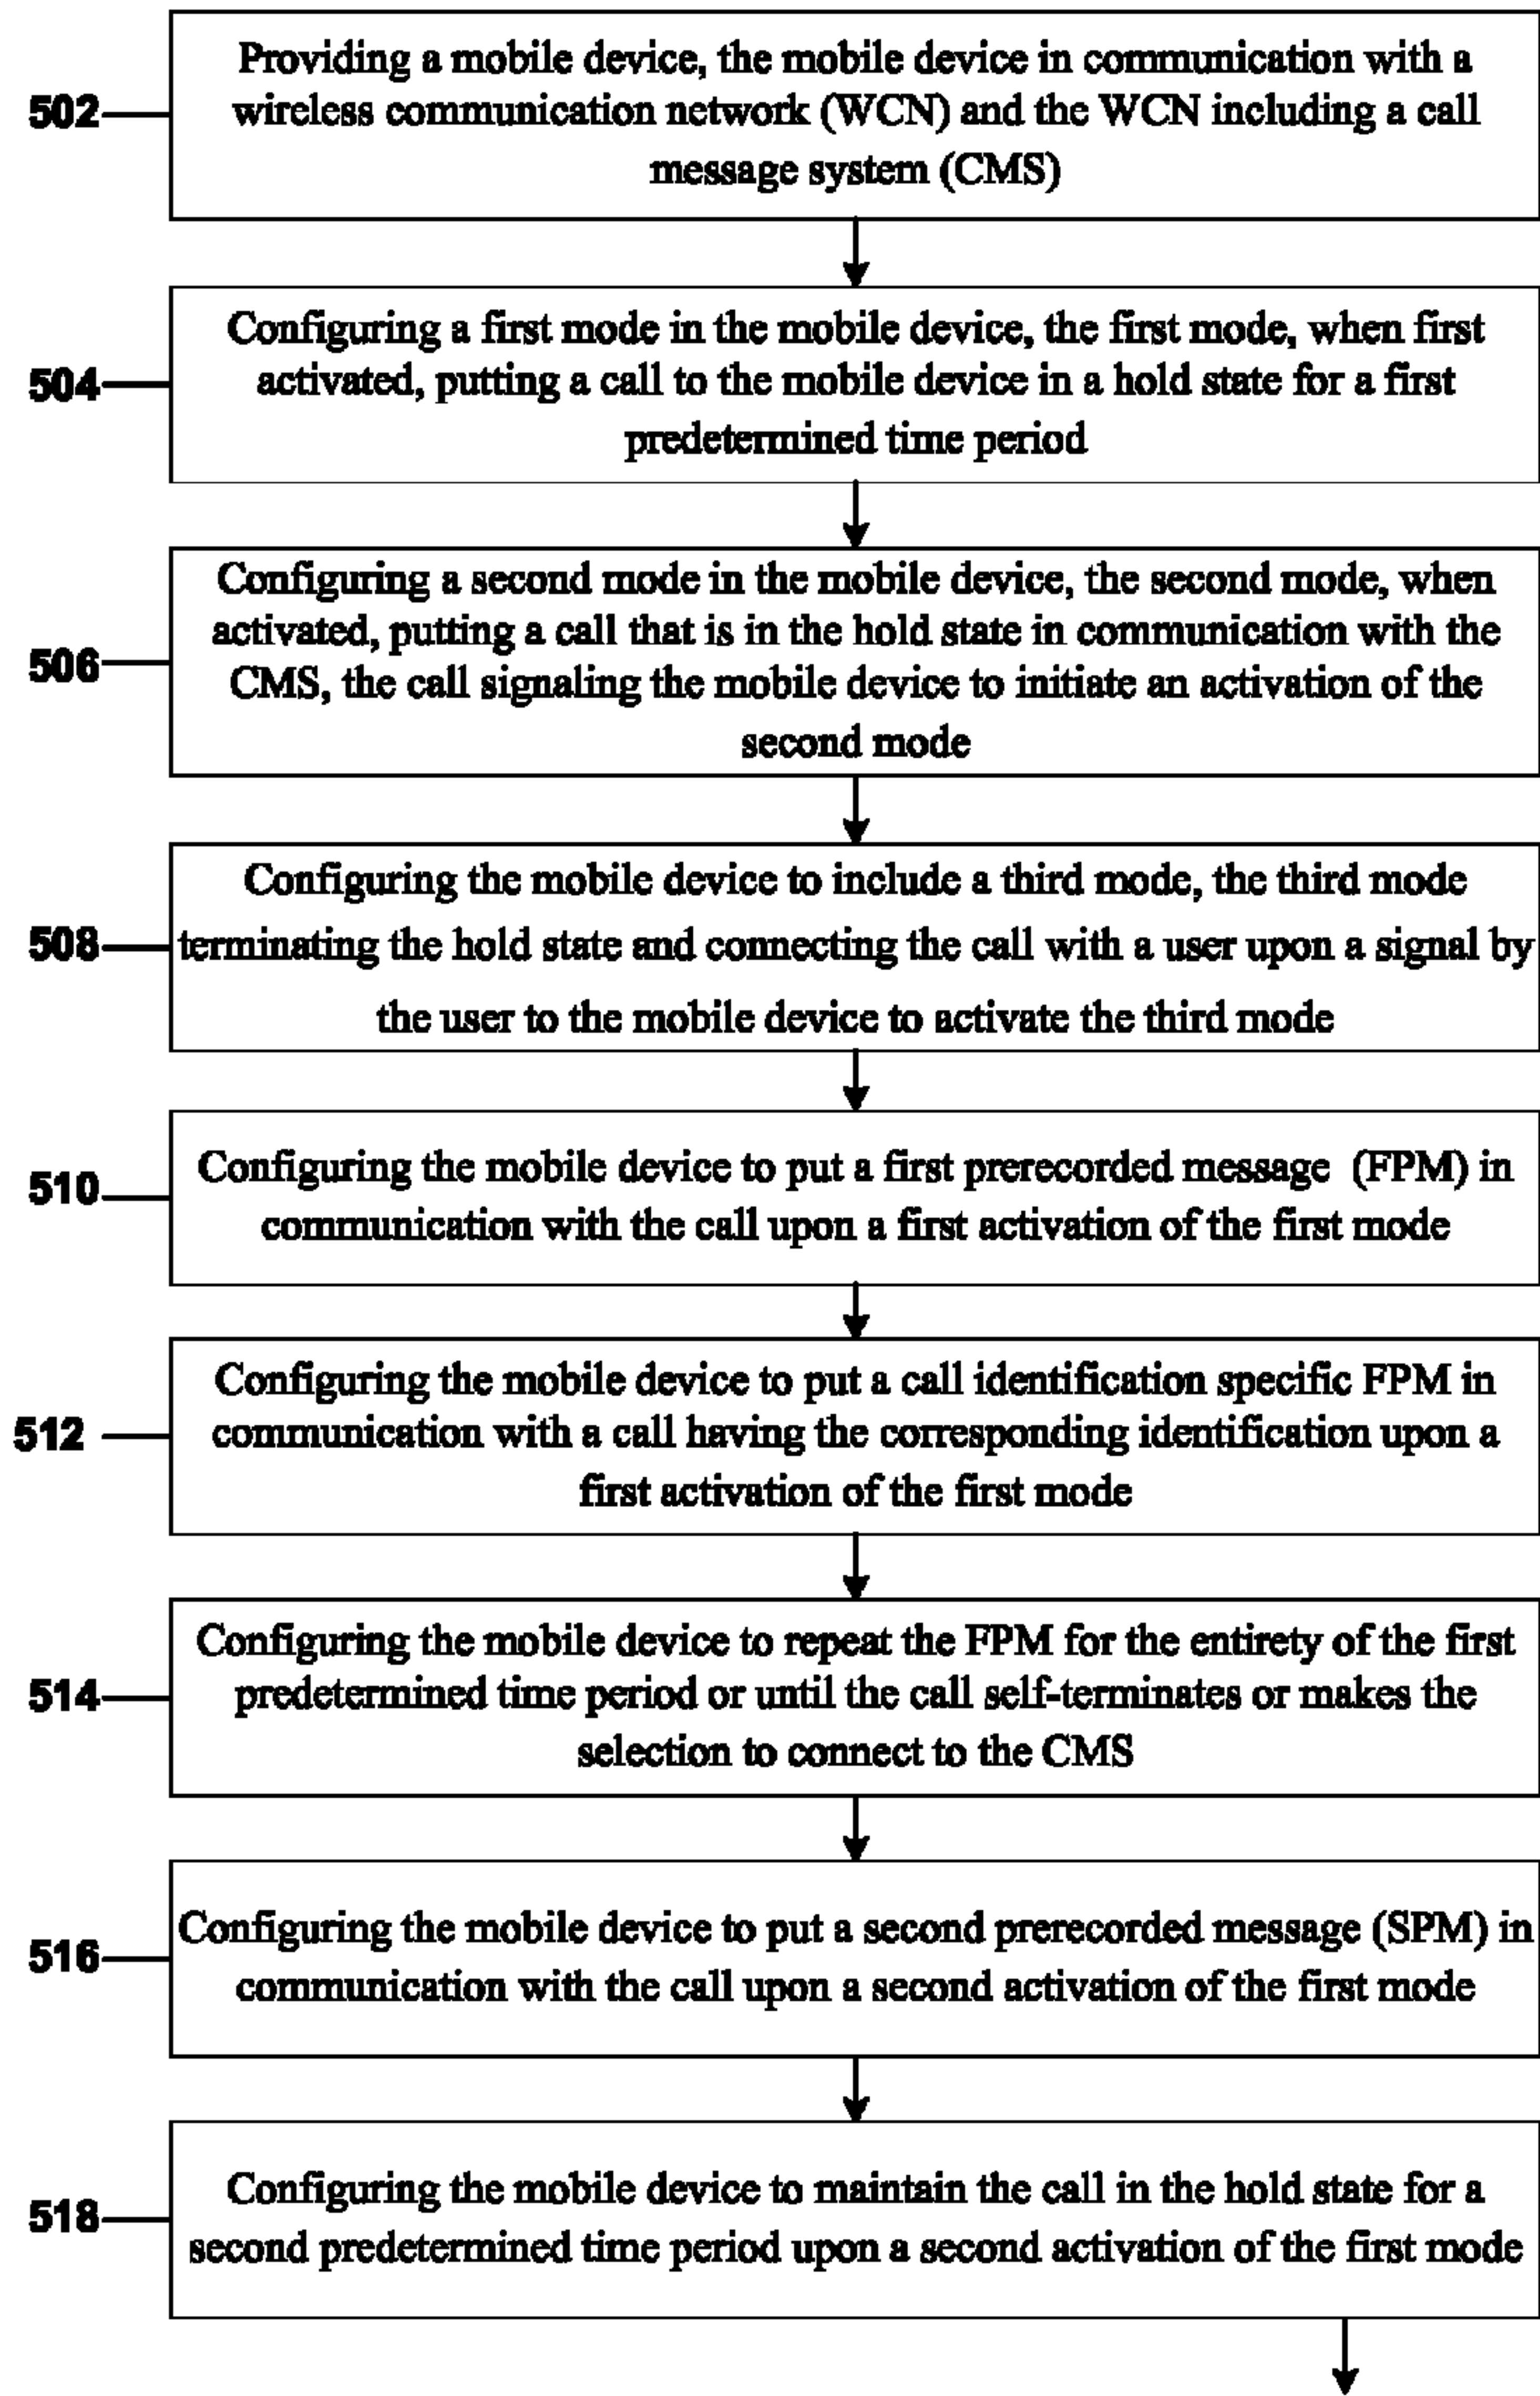 Providing a mobile device, the mobile device in communication with a
502
wireless communication network (WCN) and the WCN including a call
message system (CMS)
Configuring a first mode in the mobile device, the first mode, when first
504
activated, putting a call to the mobile device in a hold state for a first
predetermined time period
Configuring a second mode in the mobile device, the second mode, when
activated, putting a call that is in the hold state in communication with the
506
CMS, the call signaling the mobile device to initiate an activation of the
second mode
Configuring the mobile device to include a third mode, the third mode
508
terminating the hold state and connecting the call with a user upon a signal by
the user to the mobile device to activate the third mode
510
Configuring the mobile device to put a first prerecorded message (FPM) in
communication with the call upon a first activation of the first mode
Configuring the mobile device to put a call identification specific FPM in
512
communication with a call having the corresponding identification upon a
first activation of the first mode
Configuring the mobile device to repeat the FPM for the entirety of the first
514
predetermined time period or until the call self-terminates or makes the
selection to connect to the CMS
516
Configuring the mobile device to put a second prerecorded message (SPM) in
communication with the call upon a second activation of the first mode
518
Configuring the mobile device to maintain the call in the hold state for a
second predetermined time period upon a second activation of the first mode